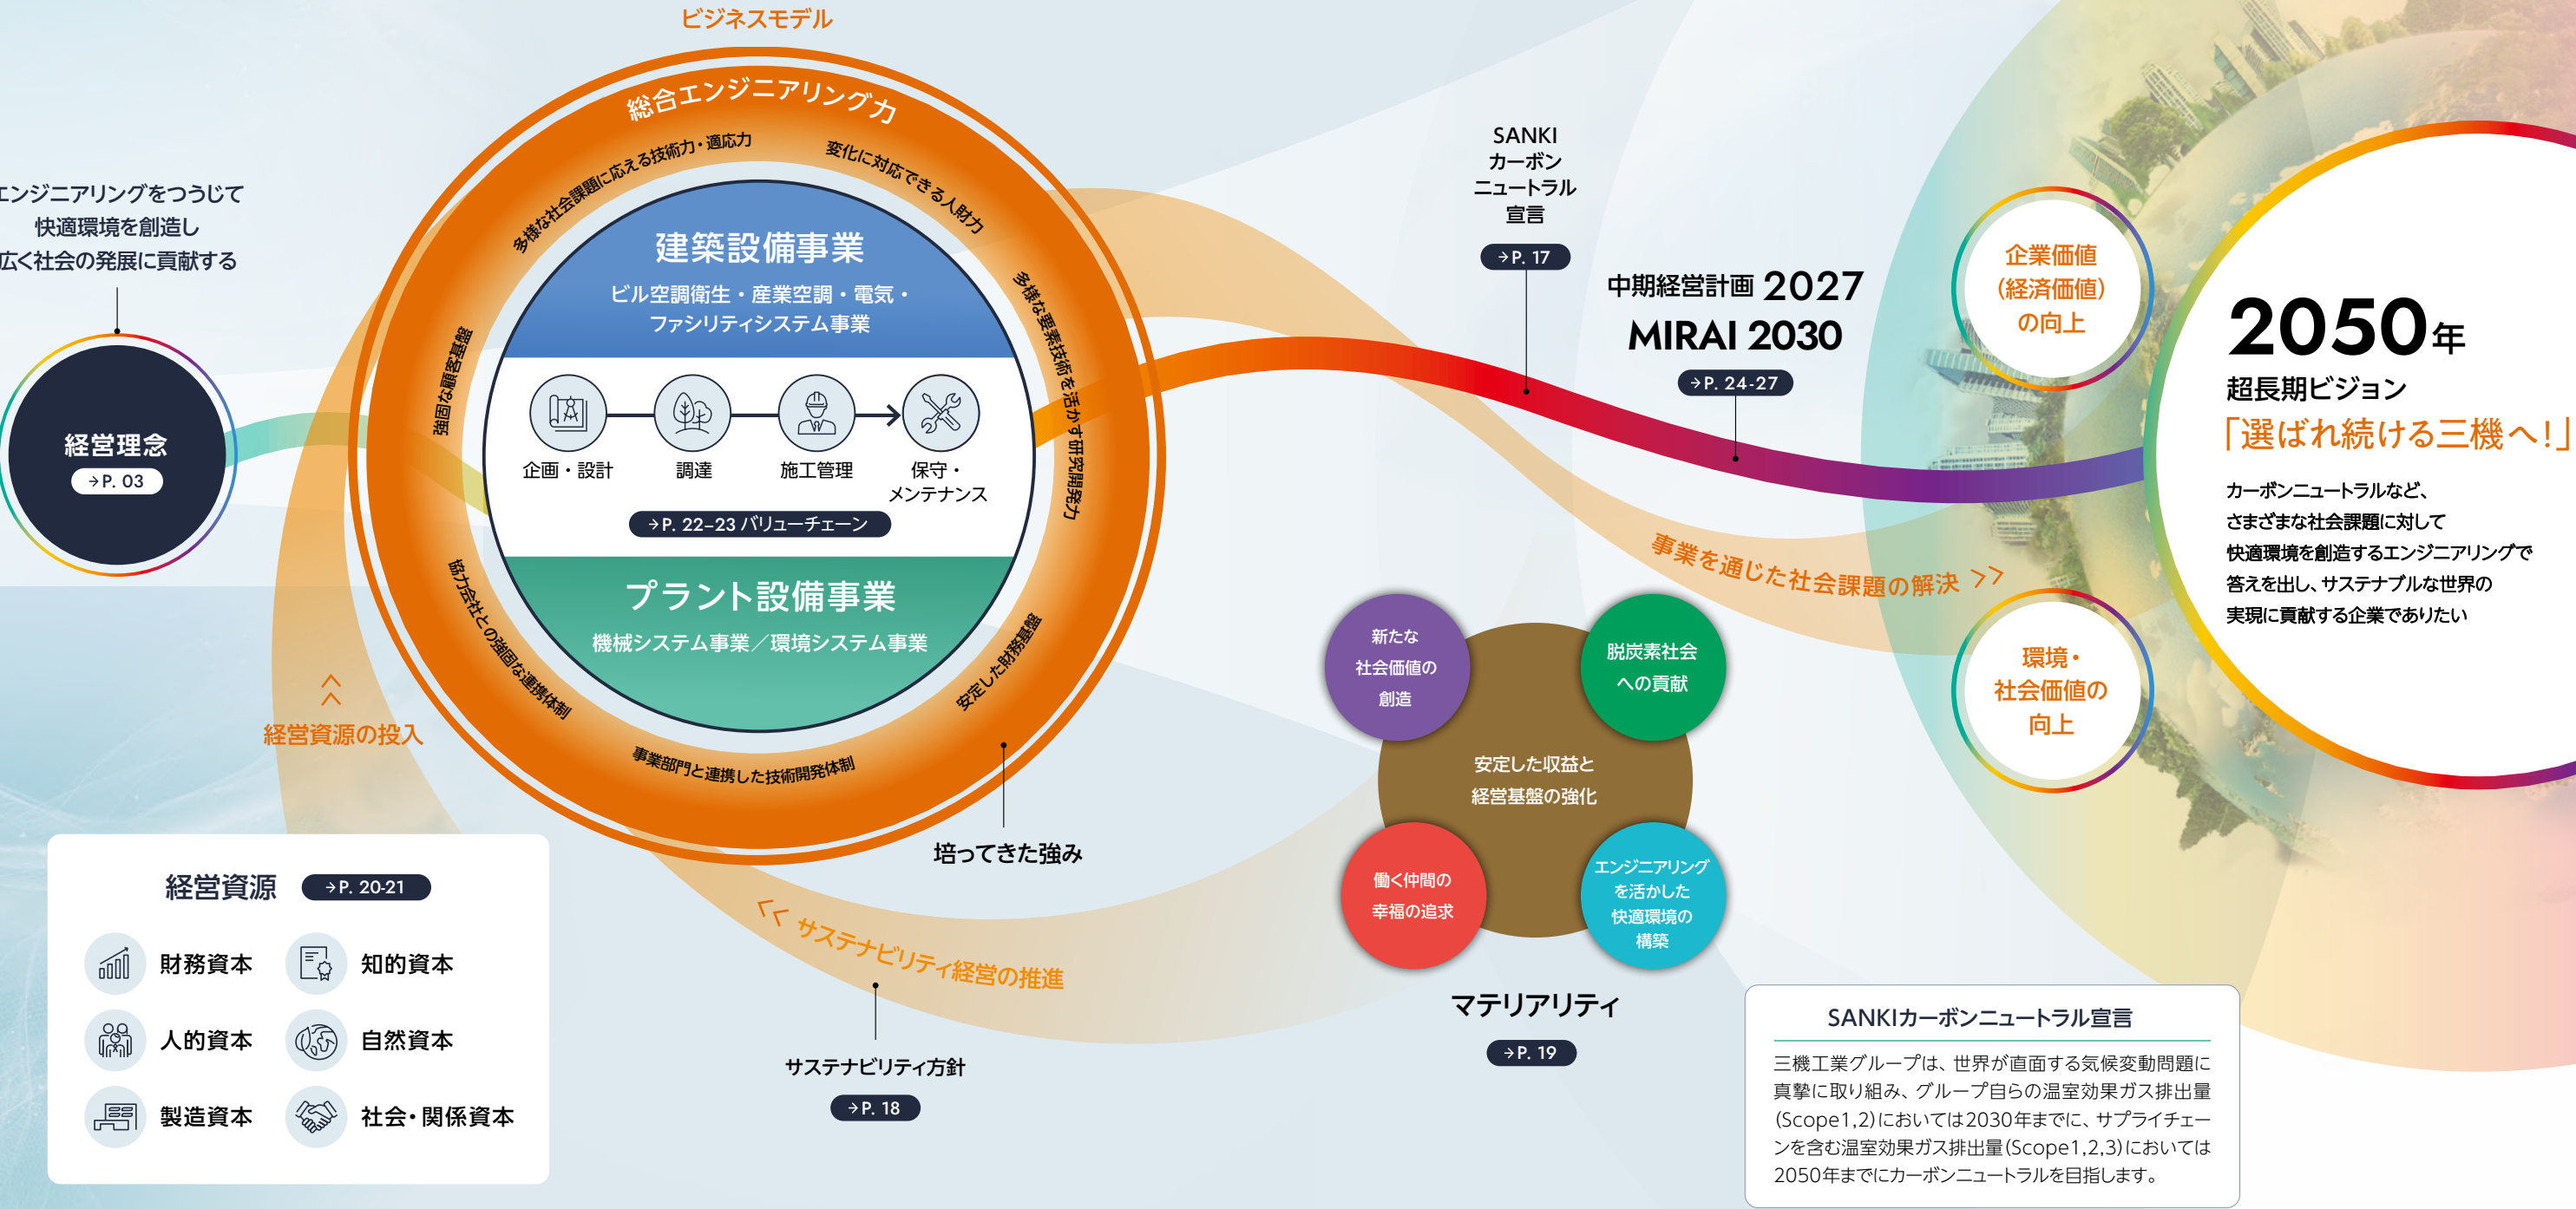 ビジネスモデル
エンジニアリングをつうじて
快適環境を創造し
広く社会の発展に貢献する
経営理念
→P. 03
総合エンジニアリング力
多様な社会課題に応える技術力・適応力
変化に対応できる人財力
多様な要素技術を活かす研究開発力
安定した財務基盤
事業部門と連携した技術開発体制
協力会社との強固な連携体制
強固な顧客基盤
建築設備事業
ビル空調衛生・産業空調・電気・
ファシリティシステム事業
企画・設計
調達
施工管理
保守・
メンテナンス
→P. 22–23 バリューチェーン
プラント設備事業
機械システム事業／環境システム事業
培ってきた強み
経営資源の投入
経営資源
→P. 20-21
財務資本
知的資本
人的資本
自然資本
製造資本
社会・関係資本
サステナビリティ経営の推進
サステナビリティ方針
→P. 18
SANKI
カーボン
ニュートラル
宣言
→P. 17
中期経営計画 2027
MIRAI 2030
→P. 24-27
事業を通じた社会課題の解決
新たな
社会価値の
創造
脱炭素社会
への貢献
安定した収益と
経営基盤の強化
働く仲間の
幸福の追求
エンジニアリング
を活かした
快適環境の
構築
マテリアリティ
→P. 19
企業価値
（経済価値）
の向上
環境・
社会価値の
向上
2050年
超長期ビジョン
「選ばれ続ける三機へ！」
カーボンニュートラルなど、
さまざまな社会課題に対して
快適環境を創造するエンジニアリングで
答えを出し、サステナブルな世界の
実現に貢献する企業でありたい
SANKIカーボンニュートラル宣言
三機工業グループは、世界が直面する気候変動問題に
真摯に取り組み、グループ自らの温室効果ガス排出量
（Scope1,2）においては2030年までに、サプライチェー
ンを含む温室効果ガス排出量（Scope1,2,3）においては
2050年までにカーボンニュートラルを目指します。